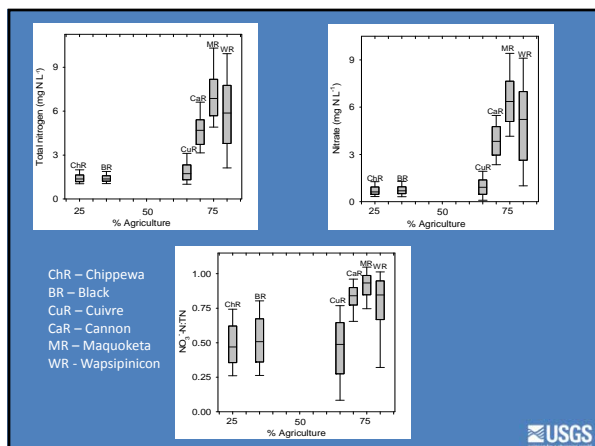 MR
WR
CaR
CuR
ChR
BR
9
6
3
0
Total nitrogen (mg N L⁻¹)
25 50 75
% Agriculture
MR
WR
CaR
CuR
ChR
BR
9
6
3
0
Nitrate (mg N L⁻¹)
25 50 75
% Agriculture
ChR – Chippewa
BR – Black
CuR – Cuivre
CaR – Cannon
MR – Maquoketa
WR - Wapsipinicon
MR
CaR
WR
BR
ChR
CuR
1.00
0.75
0.50
0.25
0.00
NO₃⁻-N:TN
25 50 75
% Agriculture
USGS